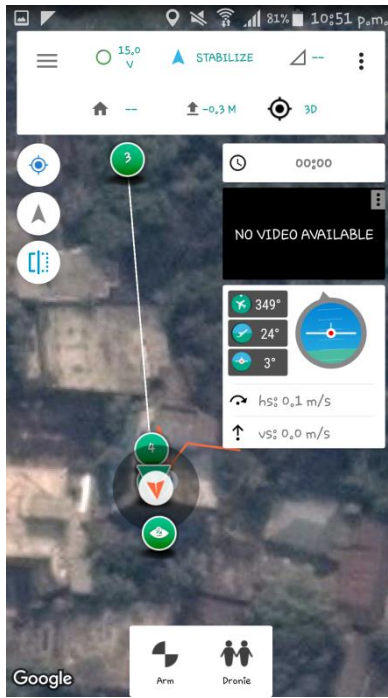 81% 10:51 p.m.
15,0
V
STABILIZE
--
--
-0,3 M
3D
3
00:00
NO VIDEO AVAILABLE
349°
24°
3°
hs: 0,1 m/s
vs: 0,0 m/s
4
Google
Arm
Dronie